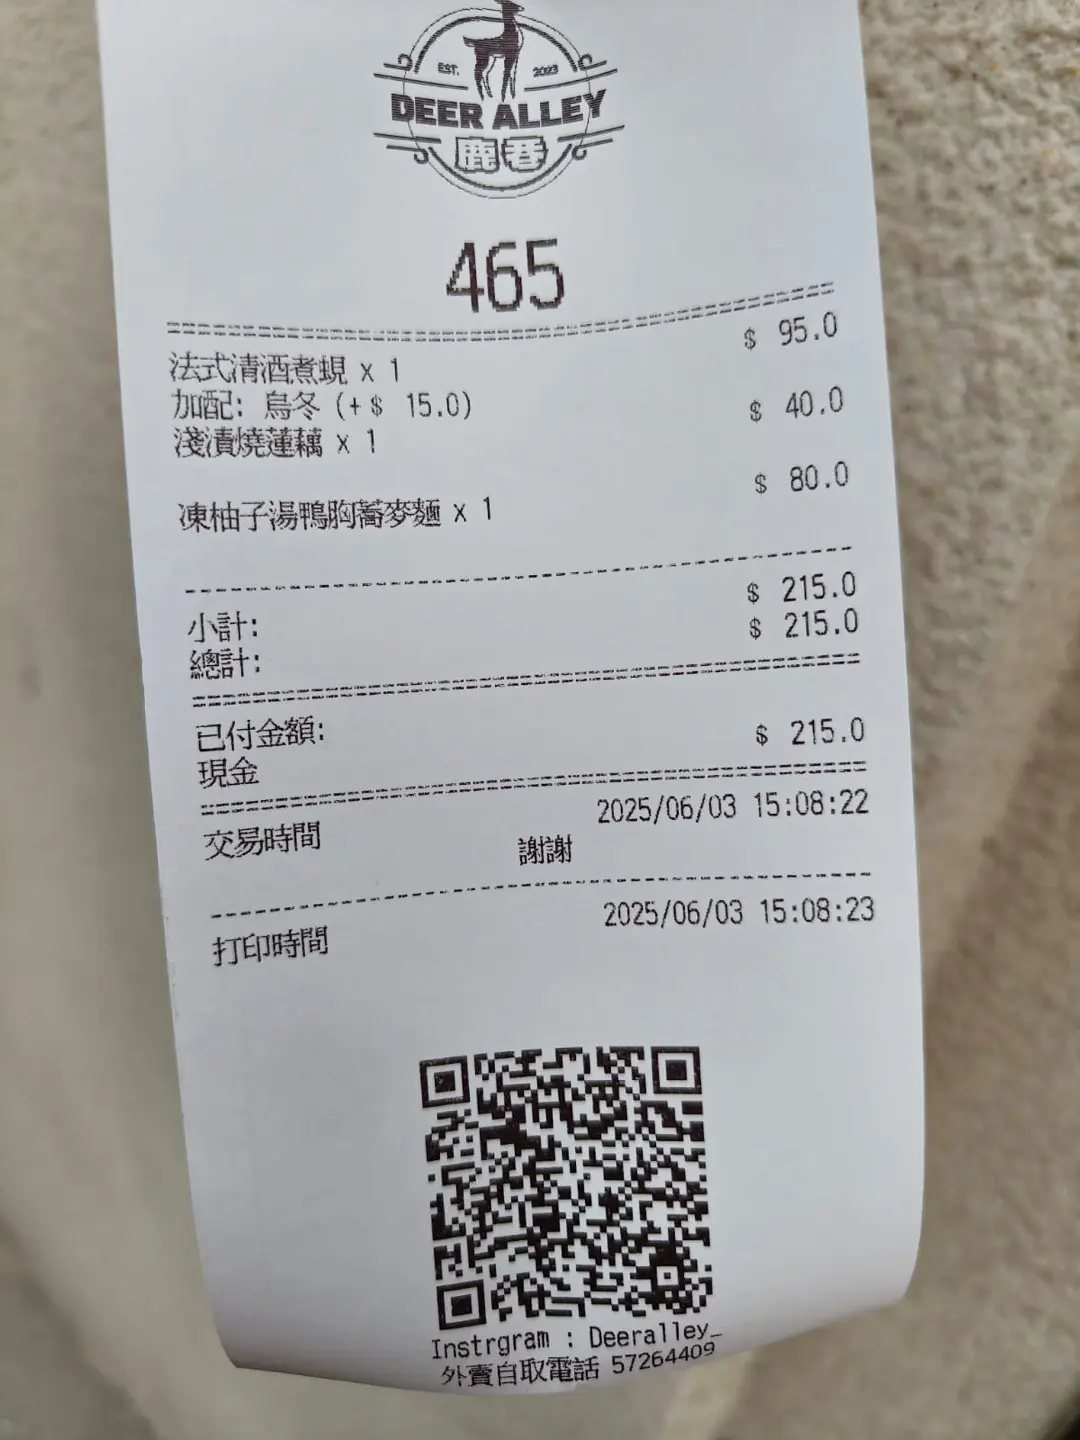 EST. 2023
DEER ALLEY
鹿巷
465
法式清酒煮蜆 x 1 $ 95.0
加配: 烏冬 (+$ 15.0)
淺漬燒蓮藕 x 1 $ 40.0
凍柚子湯鴨胸蕎麥麵 x 1 $ 80.0
小計: $ 215.0
總計: $ 215.0
已付金額:
現金 $ 215.0
交易時間 2025/06/03 15:08:22
謝謝
打印時間 2025/06/03 15:08:23
Instrgram : Deeralley_
外賣自取電話 57264409